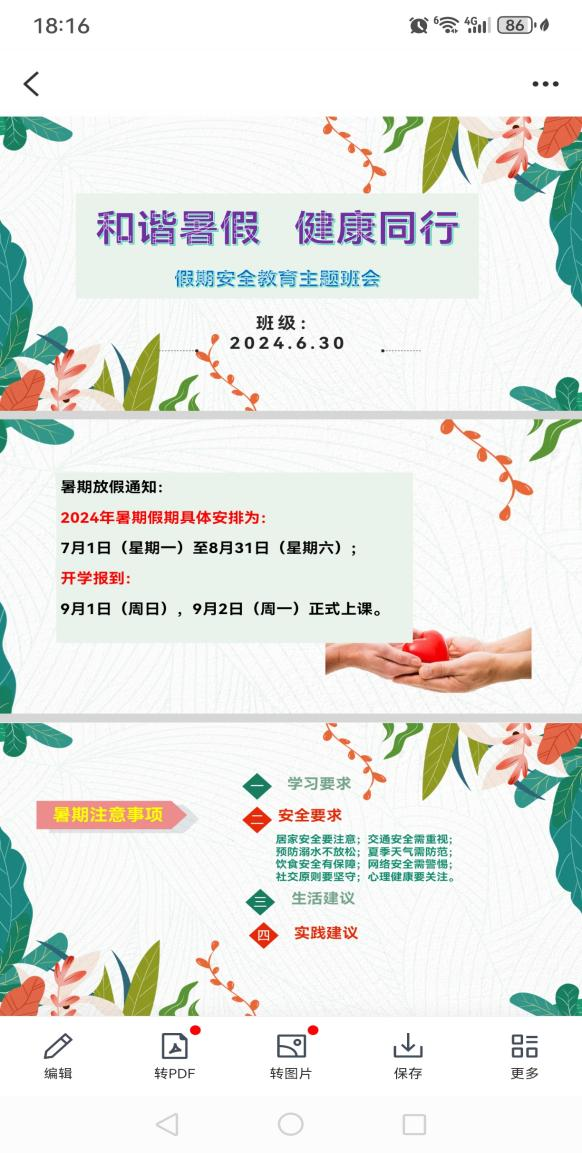 18:16
6 4G 86
和谐暑假 健康同行
假期安全教育主题班会
班级:
2024.6.30
暑期放假通知:
2024年暑期假期具体安排为:
7月1日（星期一）至8月31日（星期六）;
开学报到:
9月1日（周日）, 9月2日（周一）正式上课。
暑期注意事项
一 学习要求
二 安全要求
居家安全要注意; 交通安全需重视;
预防溺水不放松; 夏季天气需防范;
饮食安全有保障; 网络安全需警惕;
社交原则要坚守; 心理健康要关注。
三 生活建议
四 实践建议
编辑 转PDF 转图片 保存 更多